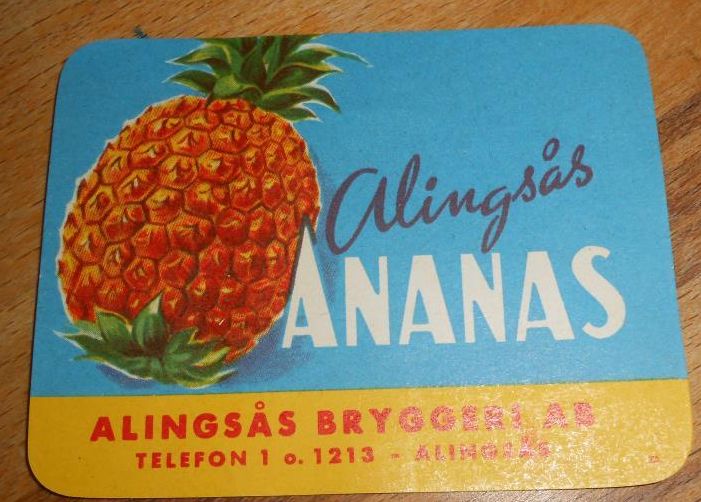 Alingsås
ANANAS
ALINGSÅS BRYGGERI AB
TELEFON 1 o. 1213 - ALINGSÅS